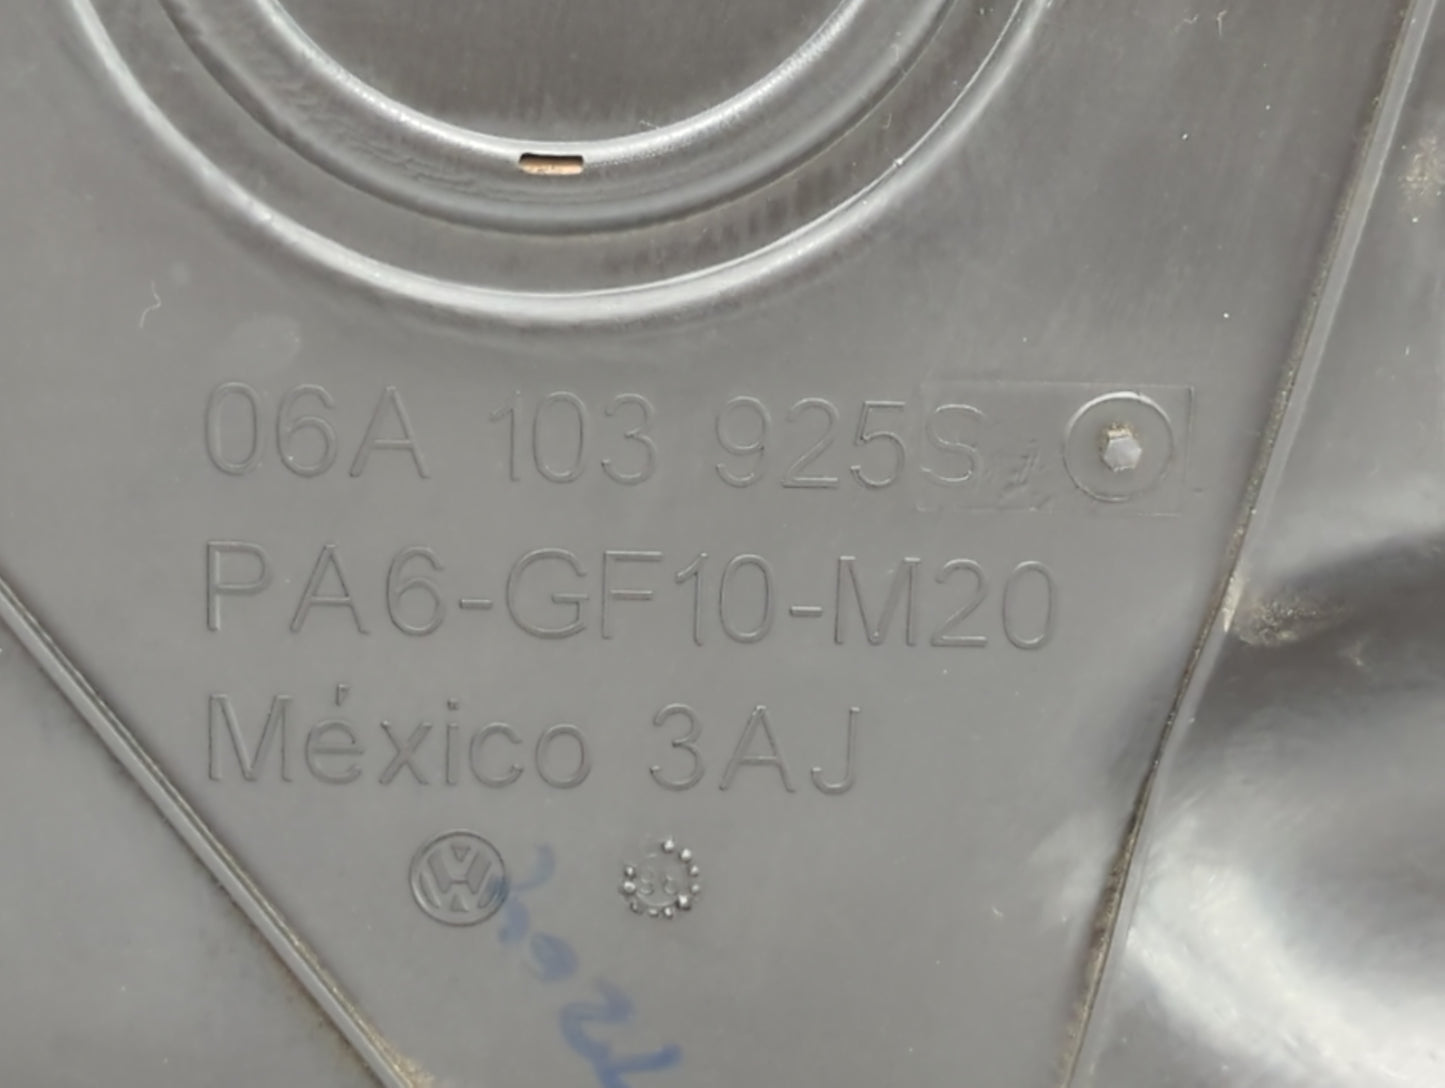 06A 103 925S
PA6-GF10-M20
México 3AJ